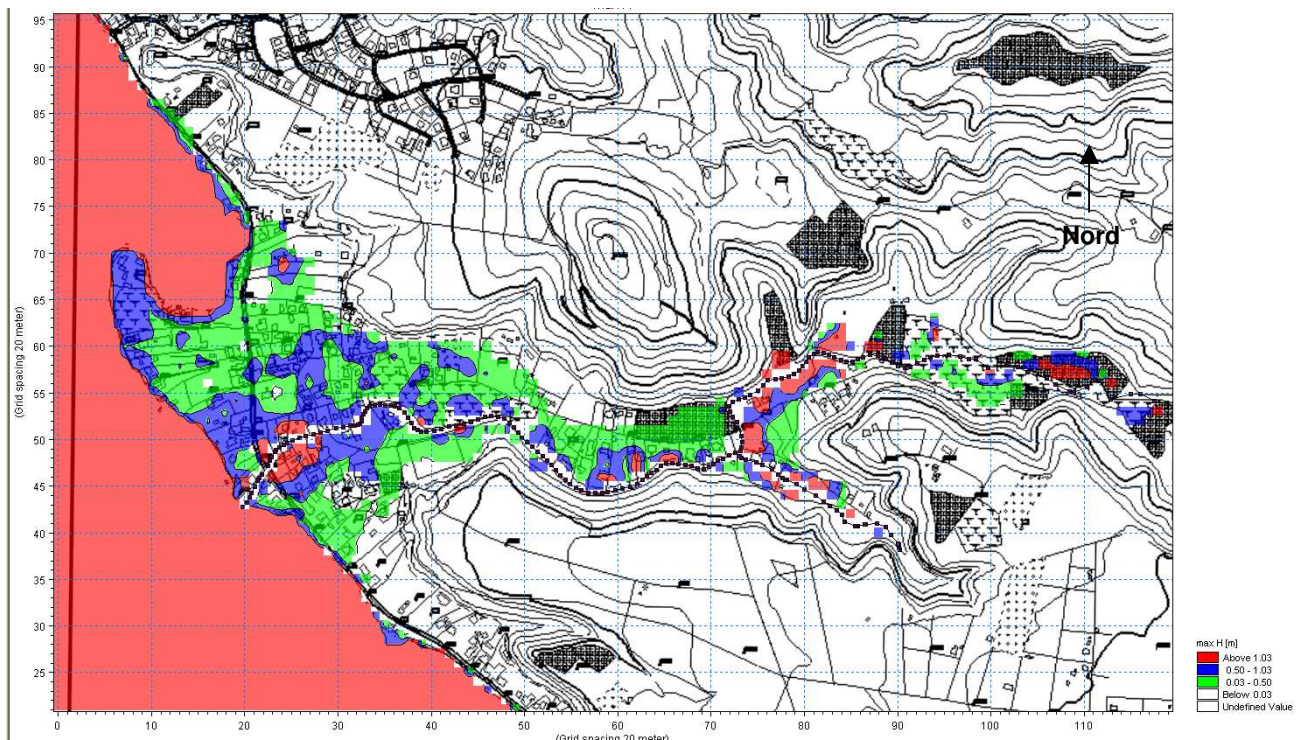 95
90
85
80
75
70
65
60
55
50
45
40
35
30
25
(Grid spacing 20 meter)
Nord
0 10 20 30 40 50 60 70 80 90 100 110
(Grid spacing 20 meter)
max H [m]
Above 1.03
0.50 - 1.03
0.03 - 0.50
Below 0.03
Undefined Value